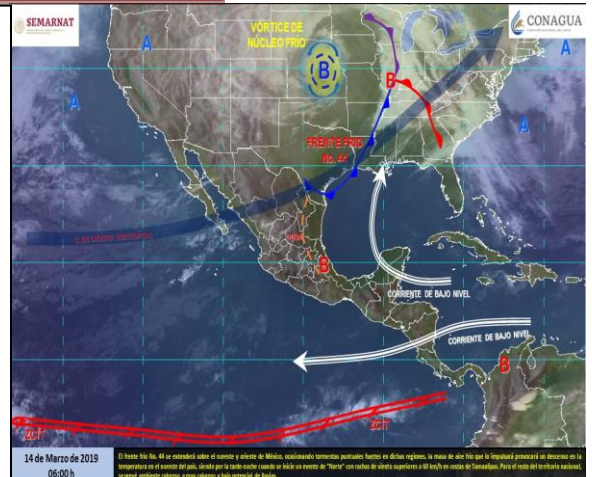 SEMARNAT
CONAGUA
VÓRTICE DE
NÚCLEO FRÍO
A
A
B
B
A
A
FRENTE FRÍO
No. 44
B
CORRIENTE DE BAJO NIVEL
CORRIENTE DE BAJO NIVEL
B
ZCIT
ZCIT
14 de Marzo de 2019
06:00 h
El frente frío No. 44 se extenderá sobre el noreste y oriente de México, ocasionando tormentas puntuales fuertes en dichas regiones, la masa de aire frío que lo impulsará provocará un descenso en la
temperatura en el noreste del país, siendo por la tarde-noche cuando se inicie un evento de "Norte" con rachas de viento superiores a 60 km/h en costas de Tamaulipas. Para el resto del territorio nacional,